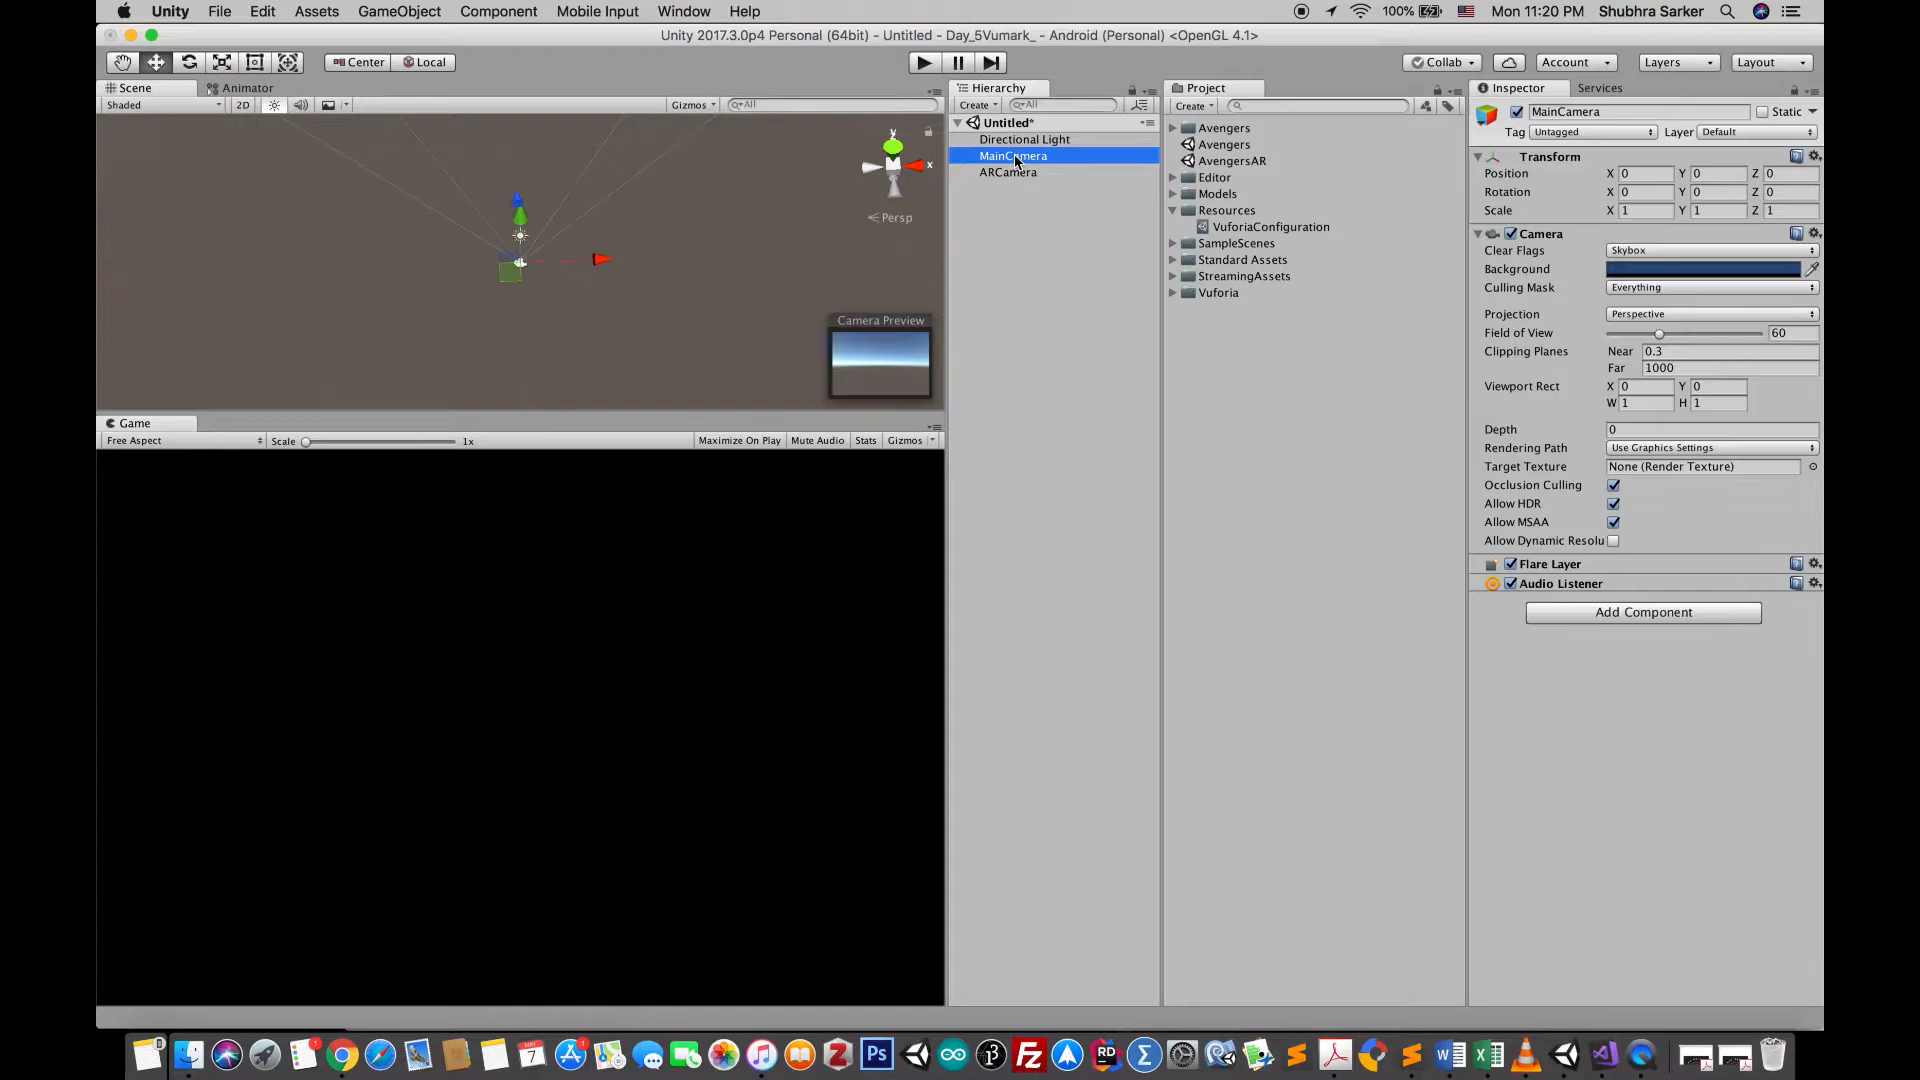 Unity File Edit Assets GameObject Component Mobile Input Window Help 100% Mon 11:20 PM Shubhra Sarker
Unity 2017.3.0p4 Personal (64bit) - Untitled - Day_5Vumark_ - Android (Personal) <OpenGL 4.1>
Center Local Collab Account Layers Layout
Scene Animator
Shaded 2D Gizmos All
y
x
Persp
Camera Preview
Game
Free Aspect Scale 1x Maximize On Play Mute Audio Stats Gizmos
Hierarchy
Create All
Untitled*
Directional Light
MainCamera
ARCamera
Project
Create
Avengers
Avengers
AvengersAR
Editor
Models
Resources
VuforiaConfiguration
SampleScenes
Standard Assets
StreamingAssets
Vuforia
Inspector Services
MainCamera Static
Tag Untagged Layer Default
Transform
Position X 0 Y 0 Z 0
Rotation X 0 Y 0 Z 0
Scale X 1 Y 1 Z 1
Camera
Clear Flags Skybox
Background
Culling Mask Everything
Projection Perspective
Field of View 60
Clipping Planes Near 0.3
Far 1000
Viewport Rect X 0 Y 0
W 1 H 1
Depth 0
Rendering Path Use Graphics Settings
Target Texture None (Render Texture)
Occlusion Culling
Allow HDR
Allow MSAA
Allow Dynamic Resolu
Flare Layer
Audio Listener
Add Component
1 7 1 Z Ps RD Σ